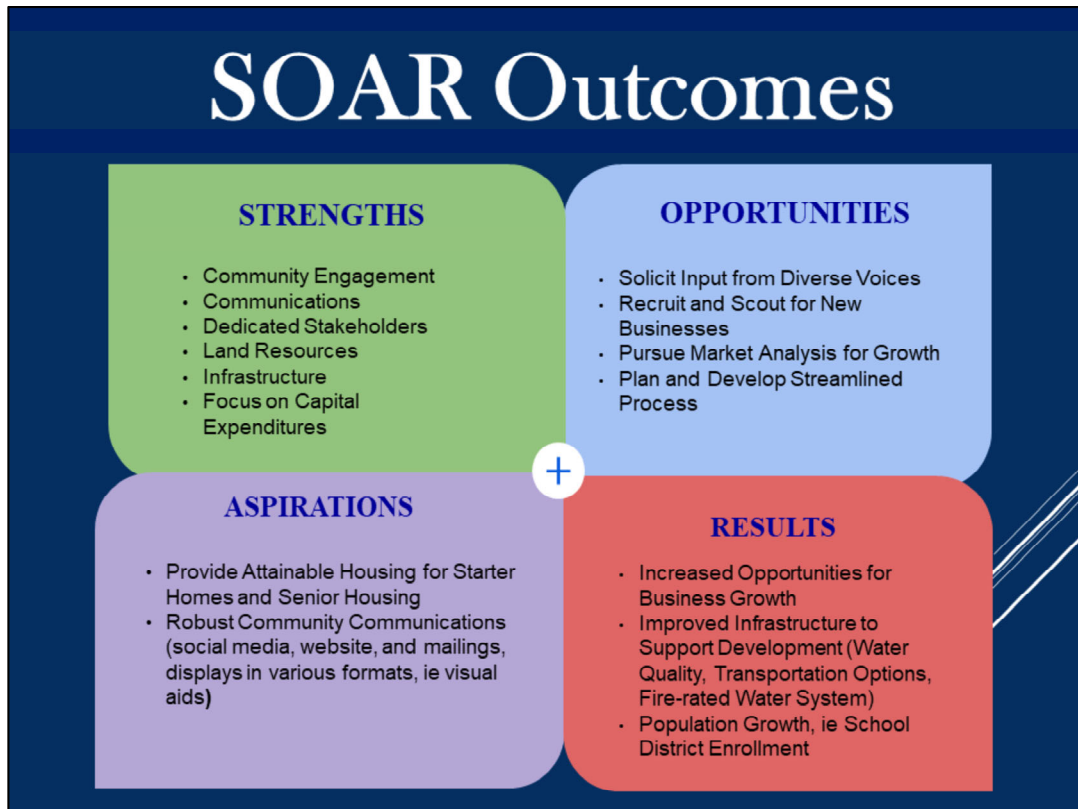 SOAR Outcomes
STRENGTHS
• Community Engagement
• Communications
• Dedicated Stakeholders
• Land Resources
• Infrastructure
• Focus on Capital
Expenditures
OPPORTUNITIES
• Solicit Input from Diverse Voices
• Recruit and Scout for New
Businesses
• Pursue Market Analysis for Growth
• Plan and Develop Streamlined
Process
+
ASPIRATIONS
• Provide Attainable Housing for Starter
Homes and Senior Housing
• Robust Community Communications
(social media, website, and mailings,
displays in various formats, ie visual
aids)
RESULTS
• Increased Opportunities for
Business Growth
• Improved Infrastructure to
Support Development (Water
Quality, Transportation Options,
Fire-rated Water System)
• Population Growth, ie School
District Enrollment